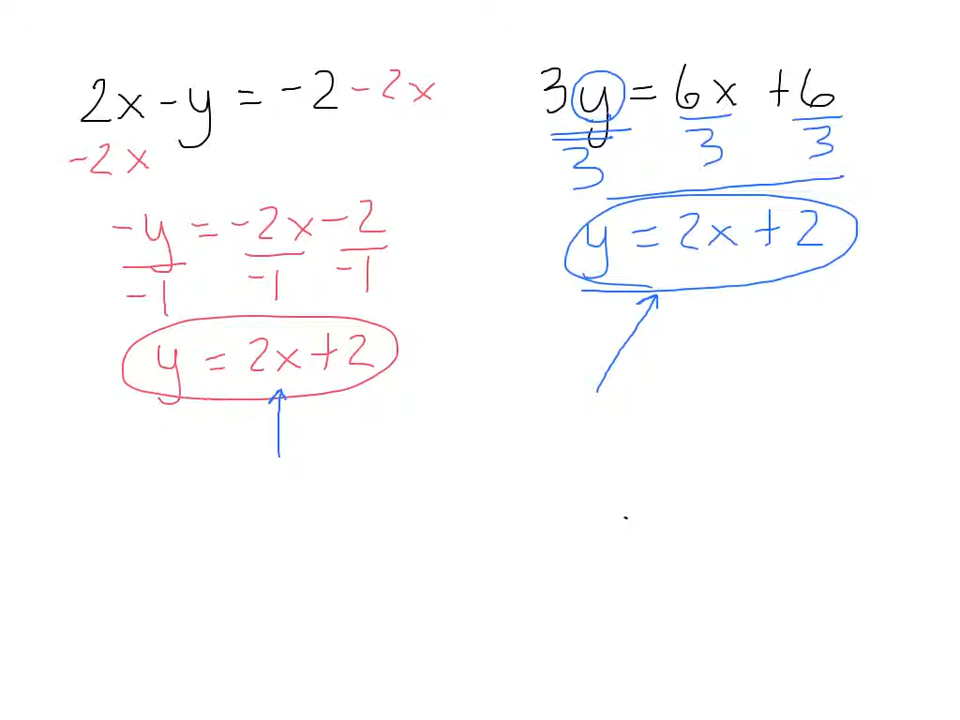 2x - y = -2 - 2x
-2x
-y = -2x - 2
-1 -1 -1
y = 2x + 2
3y = 6x + 6
3 3 3
y = 2x + 2